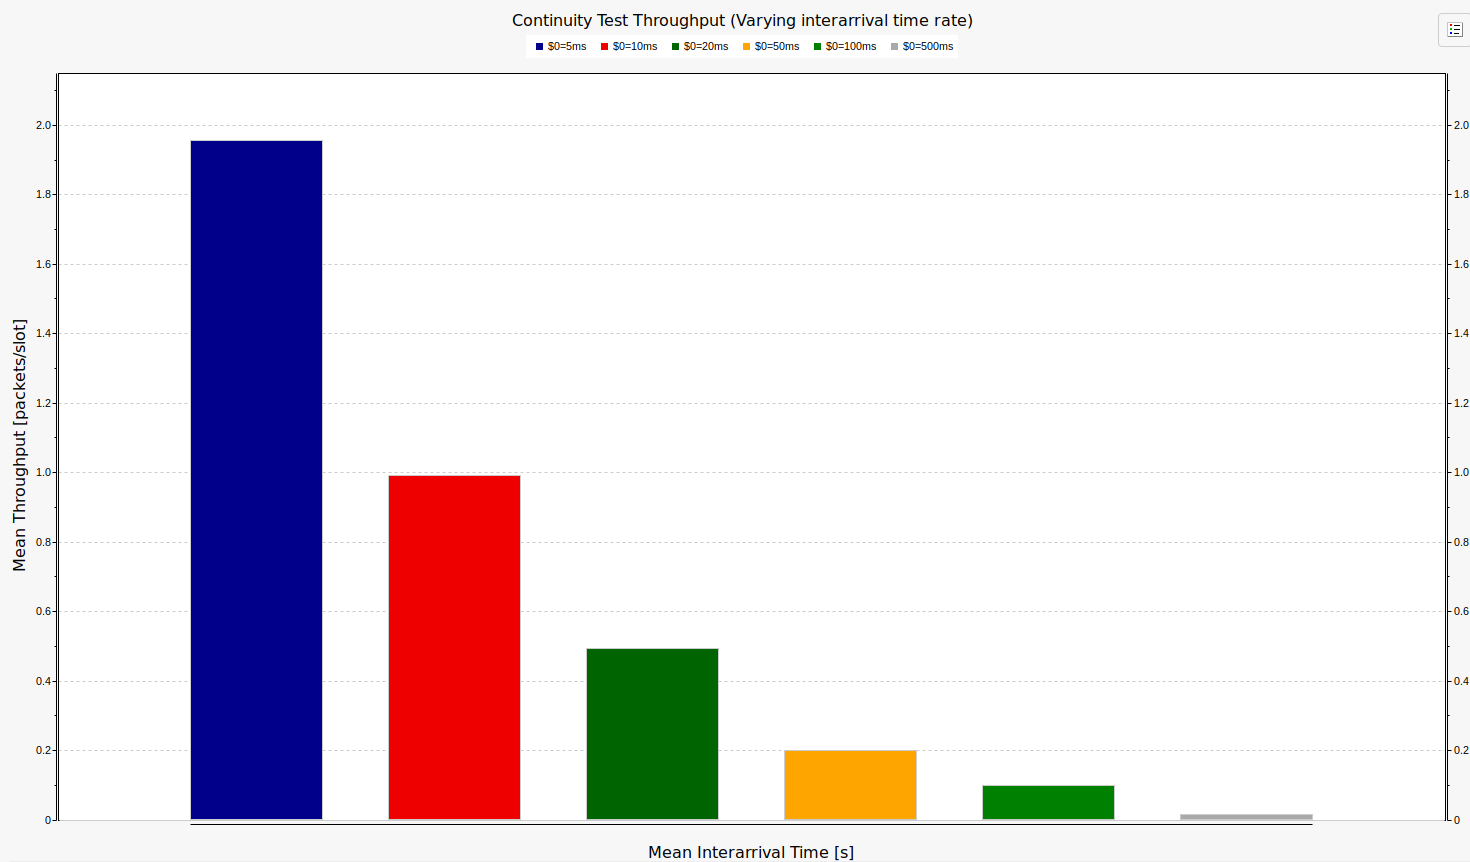 Continuity Test Throughput (Varying interarrival time rate)
$0=5ms $0=10ms $0=20ms $0=50ms $0=100ms $0=500ms
Mean Throughput [packets/slot]
2.0 2.0
1.8 1.8
1.6 1.6
1.4 1.4
1.2 1.2
1.0 1.0
0.8 0.8
0.6 0.6
0.4 0.4
0.2 0.2
0 0
Mean Interarrival Time [s]